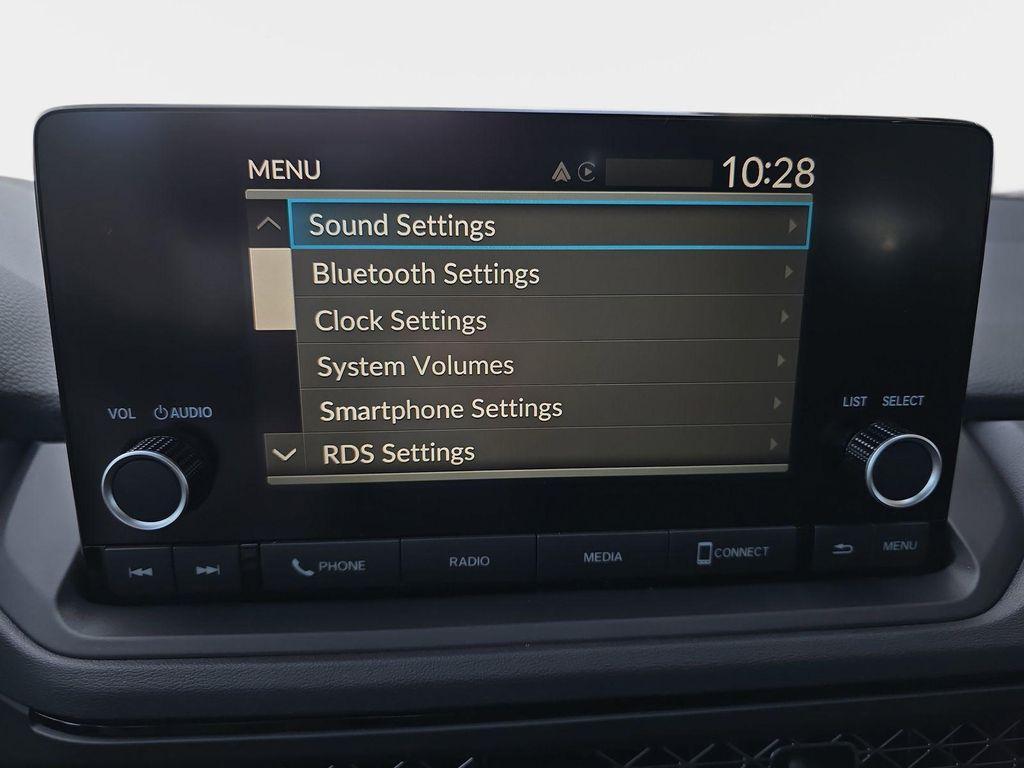 MENU 10:28
Sound Settings
Bluetooth Settings
Clock Settings
System Volumes
Smartphone Settings
RDS Settings
VOL AUDIO
LIST SELECT
PHONE RADIO MEDIA CONNECT MENU